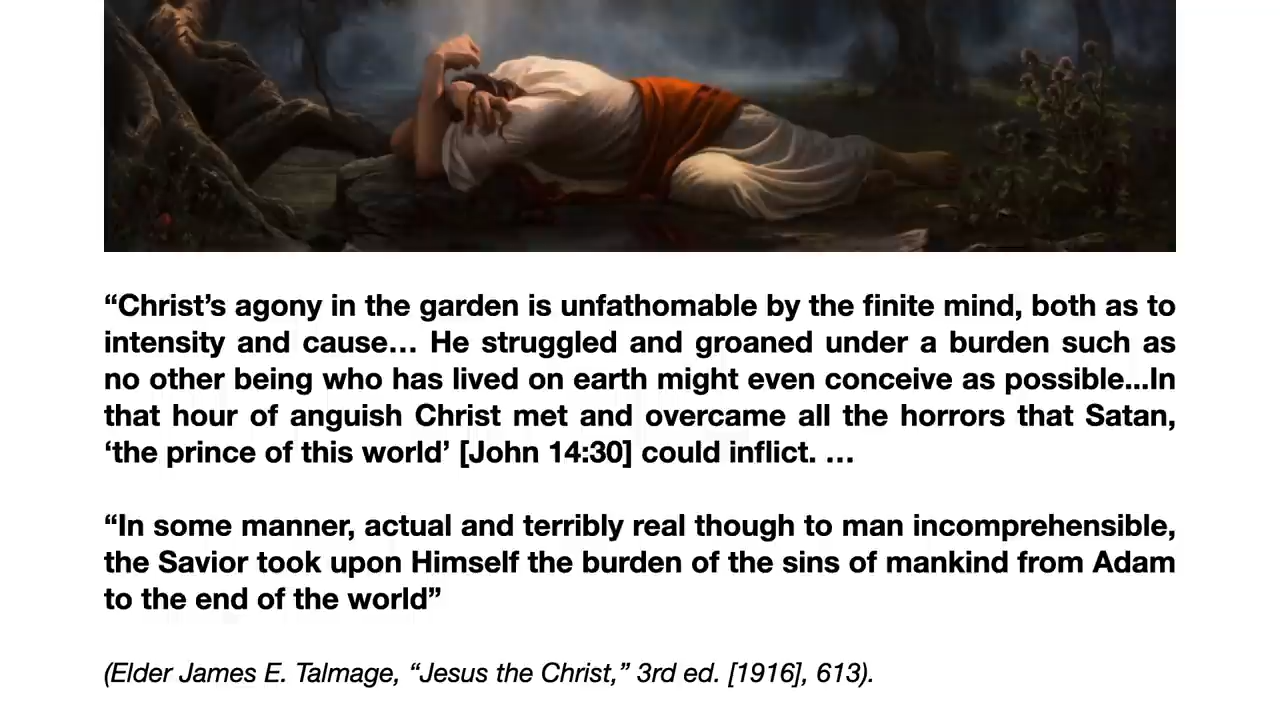 “Christ’s agony in the garden is unfathomable by the finite mind, both as to
intensity and cause… He struggled and groaned under a burden such as
no other being who has lived on earth might even conceive as possible...In
that hour of anguish Christ met and overcame all the horrors that Satan,
‘the prince of this world’ [John 14:30] could inflict. …
“In some manner, actual and terribly real though to man incomprehensible,
the Savior took upon Himself the burden of the sins of mankind from Adam
to the end of the world”
(Elder James E. Talmage, “Jesus the Christ,” 3rd ed. [1916], 613).